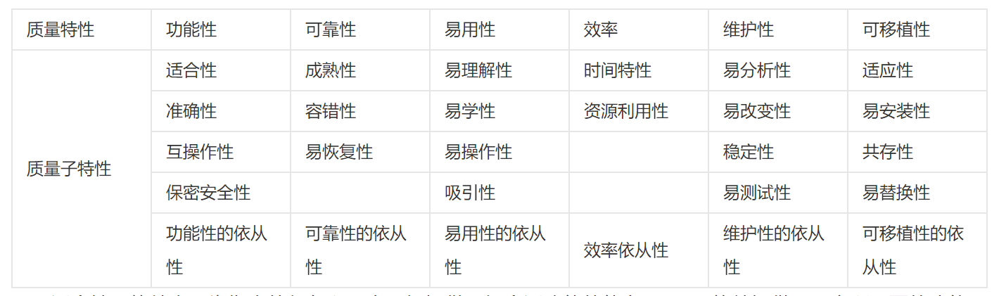 质量特性 功能性 可靠性 易用性 效率 维护性 可移植性
质量子特性
适合性 成熟性 易理解性 时间特性 易分析性 适应性
准确性 容错性 易学性 资源利用性 易改变性 易安装性
互操作性 易恢复性 易操作性 稳定性 共存性
保密安全性 吸引性 易测试性 易替换性
功能性的依从性 可靠性的依从性 易用性的依从性 效率依从性 维护性的依从性 可移植性的依从性